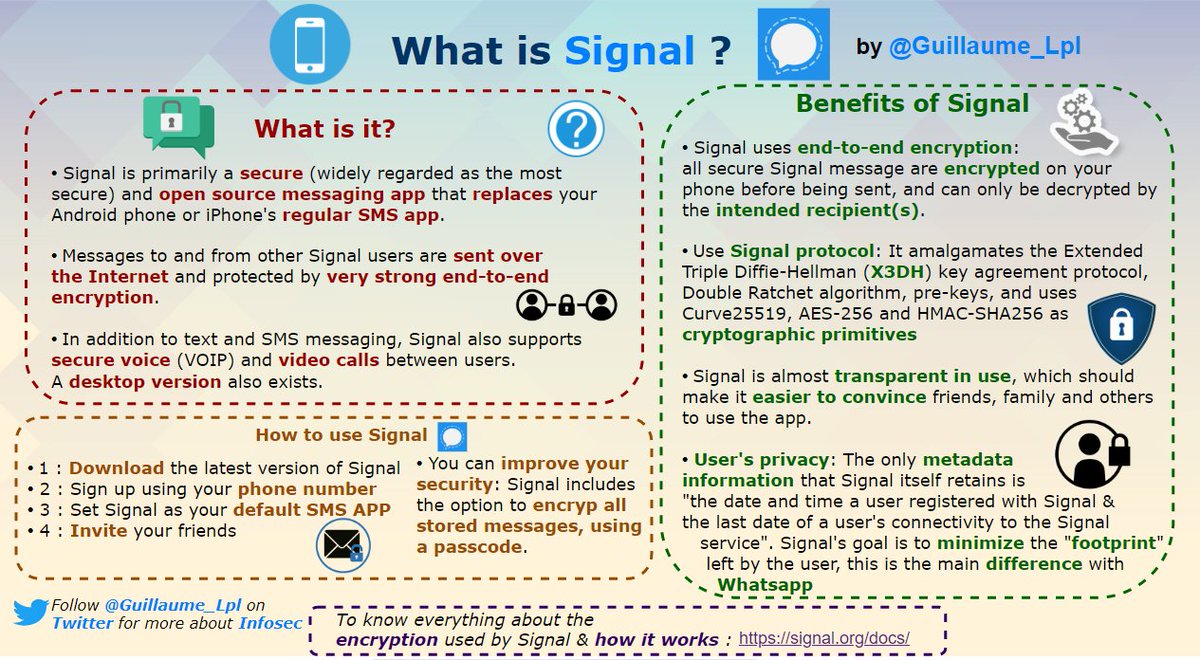 What is Signal ?
by @Guillaume_Lpl
What is it?
• Signal is primarily a secure (widely regarded as the most
secure) and open source messaging app that replaces your
Android phone or iPhone's regular SMS app.
• Messages to and from other Signal users are sent over
the Internet and protected by very strong end-to-end
encryption.
• In addition to text and SMS messaging, Signal also supports
secure voice (VOIP) and video calls between users.
A desktop version also exists.
How to use Signal
• 1 : Download the latest version of Signal
• 2 : Sign up using your phone number
• 3 : Set Signal as your default SMS APP
• 4 : Invite your friends
• You can improve your
security: Signal includes
the option to encryp all
stored messages, using
a passcode.
Benefits of Signal
• Signal uses end-to-end encryption:
all secure Signal message are encrypted on your
phone before being sent, and can only be decrypted by
the intended recipient(s).
• Use Signal protocol: It amalgamates the Extended
Triple Diffie-Hellman (X3DH) key agreement protocol,
Double Ratchet algorithm, pre-keys, and uses
Curve25519, AES-256 and HMAC-SHA256 as
cryptographic primitives
• Signal is almost transparent in use, which should
make it easier to convince friends, family and others
to use the app.
• User's privacy: The only metadata
information that Signal itself retains is
"the date and time a user registered with Signal &
the last date of a user's connectivity to the Signal
service". Signal's goal is to minimize the "footprint"
left by the user, this is the main difference with
Whatsapp
Follow @Guillaume_Lpl on
Twitter for more about Infosec
To know everything about the
encryption used by Signal & how it works : https://signal.org/docs/